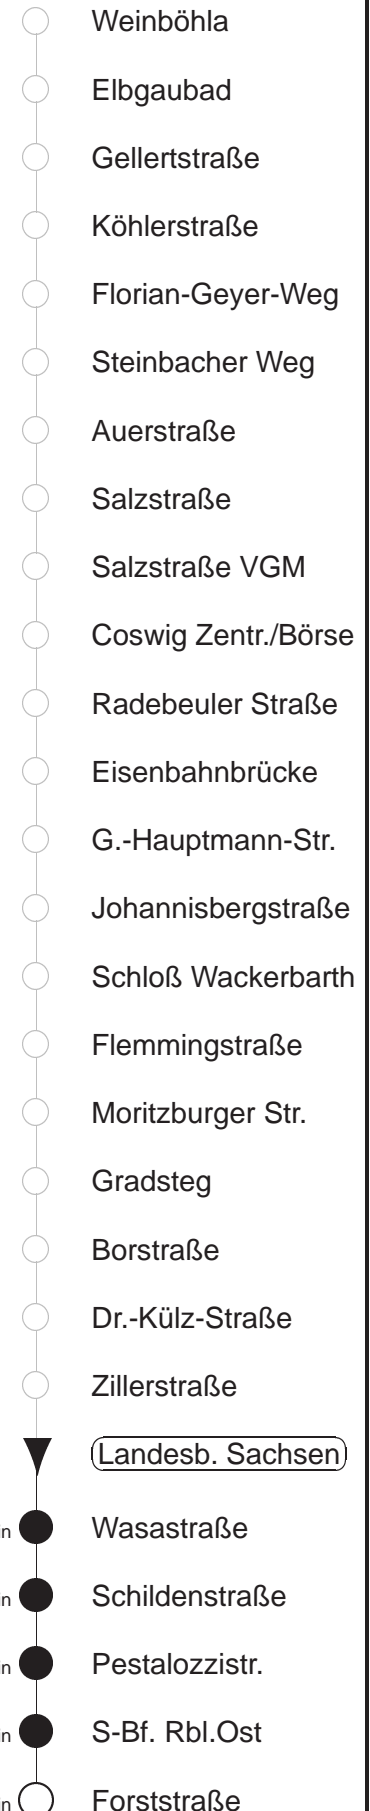 Weinböhla
Elbgaubad
Gellertstraße
Köhlerstraße
Florian-Geyer-Weg
Steinbacher Weg
Auerstraße
Salzstraße
Salzstraße VGM
Coswig Zentr./Börse
Radebeuler Straße
Eisenbahnbrücke
G.-Hauptmann-Str.
Johannisbergstraße
Schloß Wackerbarth
Flemmingstraße
Moritzburger Str.
Gradsteg
Borstraße
Dr.-Külz-Straße
Zillerstraße
Landesb. Sachsen
Wasastraße
Schildenstraße
Pestalozzistr.
S-Bf. Rbl.Ost
Forststraße